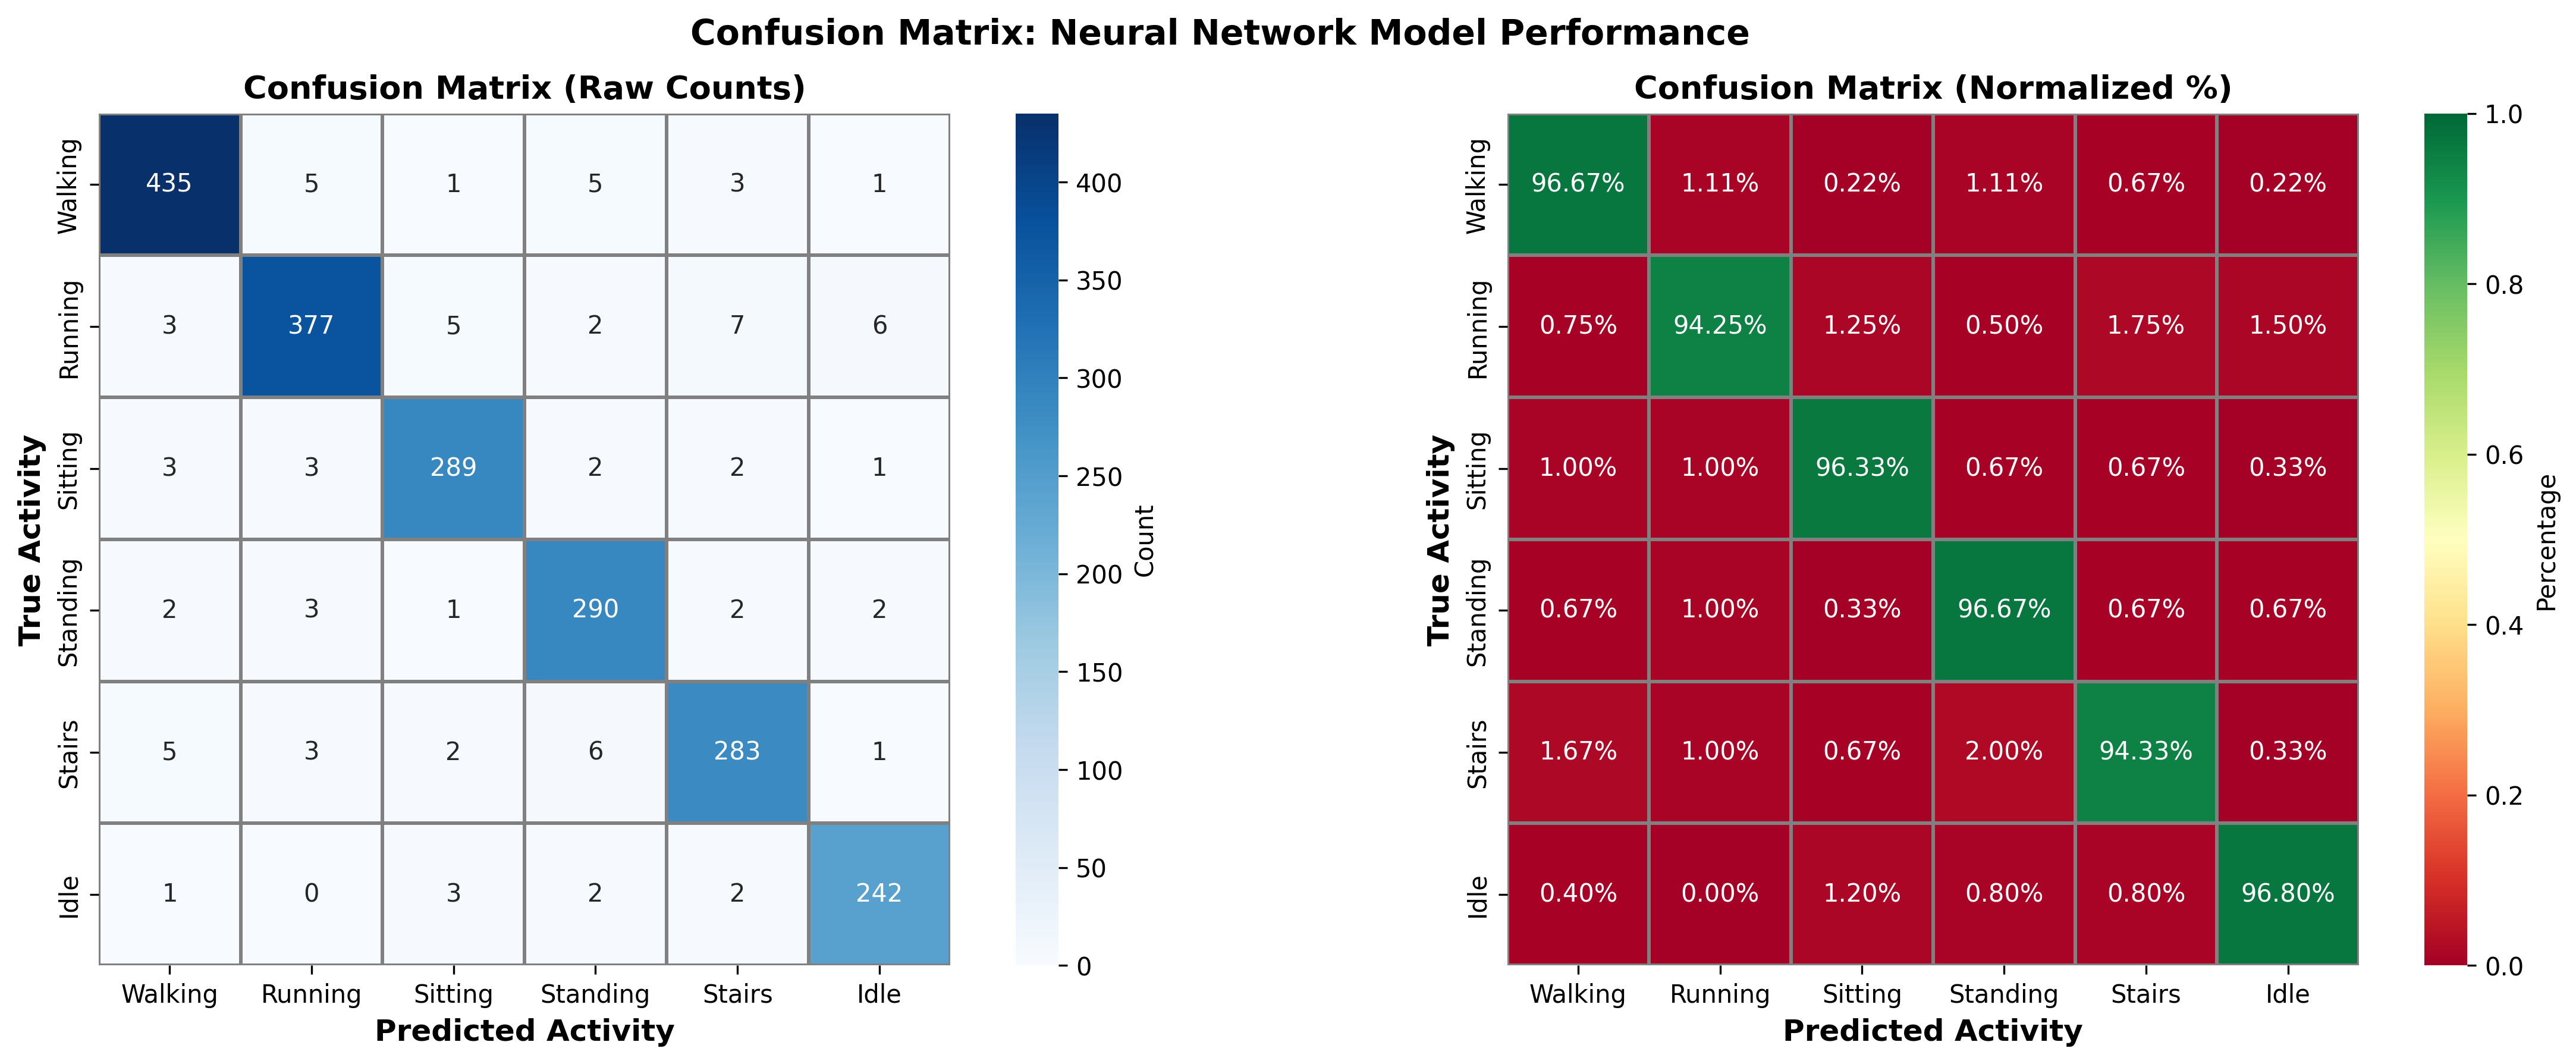 Confusion Matrix: Neural Network Model Performance
Confusion Matrix (Raw Counts)
True Activity
Walking 435 5 1 5 3 1
Running 3 377 5 2 7 6
Sitting 3 3 289 2 2 1
Standing 2 3 1 290 2 2
Stairs 5 3 2 6 283 1
Idle 1 0 3 2 2 242
Walking Running Sitting Standing Stairs Idle
Predicted Activity
400
350
300
250
200
150
100
50
0
Count
Confusion Matrix (Normalized %)
True Activity
Walking 96.67% 1.11% 0.22% 1.11% 0.67% 0.22%
Running 0.75% 94.25% 1.25% 0.50% 1.75% 1.50%
Sitting 1.00% 1.00% 96.33% 0.67% 0.67% 0.33%
Standing 0.67% 1.00% 0.33% 96.67% 0.67% 0.67%
Stairs 1.67% 1.00% 0.67% 2.00% 94.33% 0.33%
Idle 0.40% 0.00% 1.20% 0.80% 0.80% 96.80%
Walking Running Sitting Standing Stairs Idle
Predicted Activity
1.0
0.8
0.6
0.4
0.2
0.0
Percentage